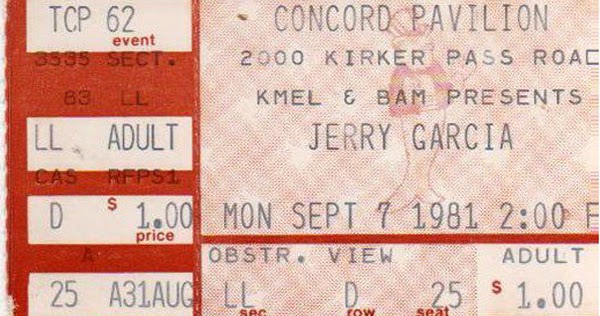 TCP 62
event
3535 SECT.
83 LL
LL ADULT
CAS RFPS1
D $ 1.00
price
A
25 A31AUG
CONCORD PAVILION
2000 KIRKER PASS ROAD
KMEL & BAM PRESENTS
JERRY GARCIA
MON SEPT 7 1981 2:00 P
OBSTR. VIEW ADULT
LL D 25 $ 1.00
sec row seat